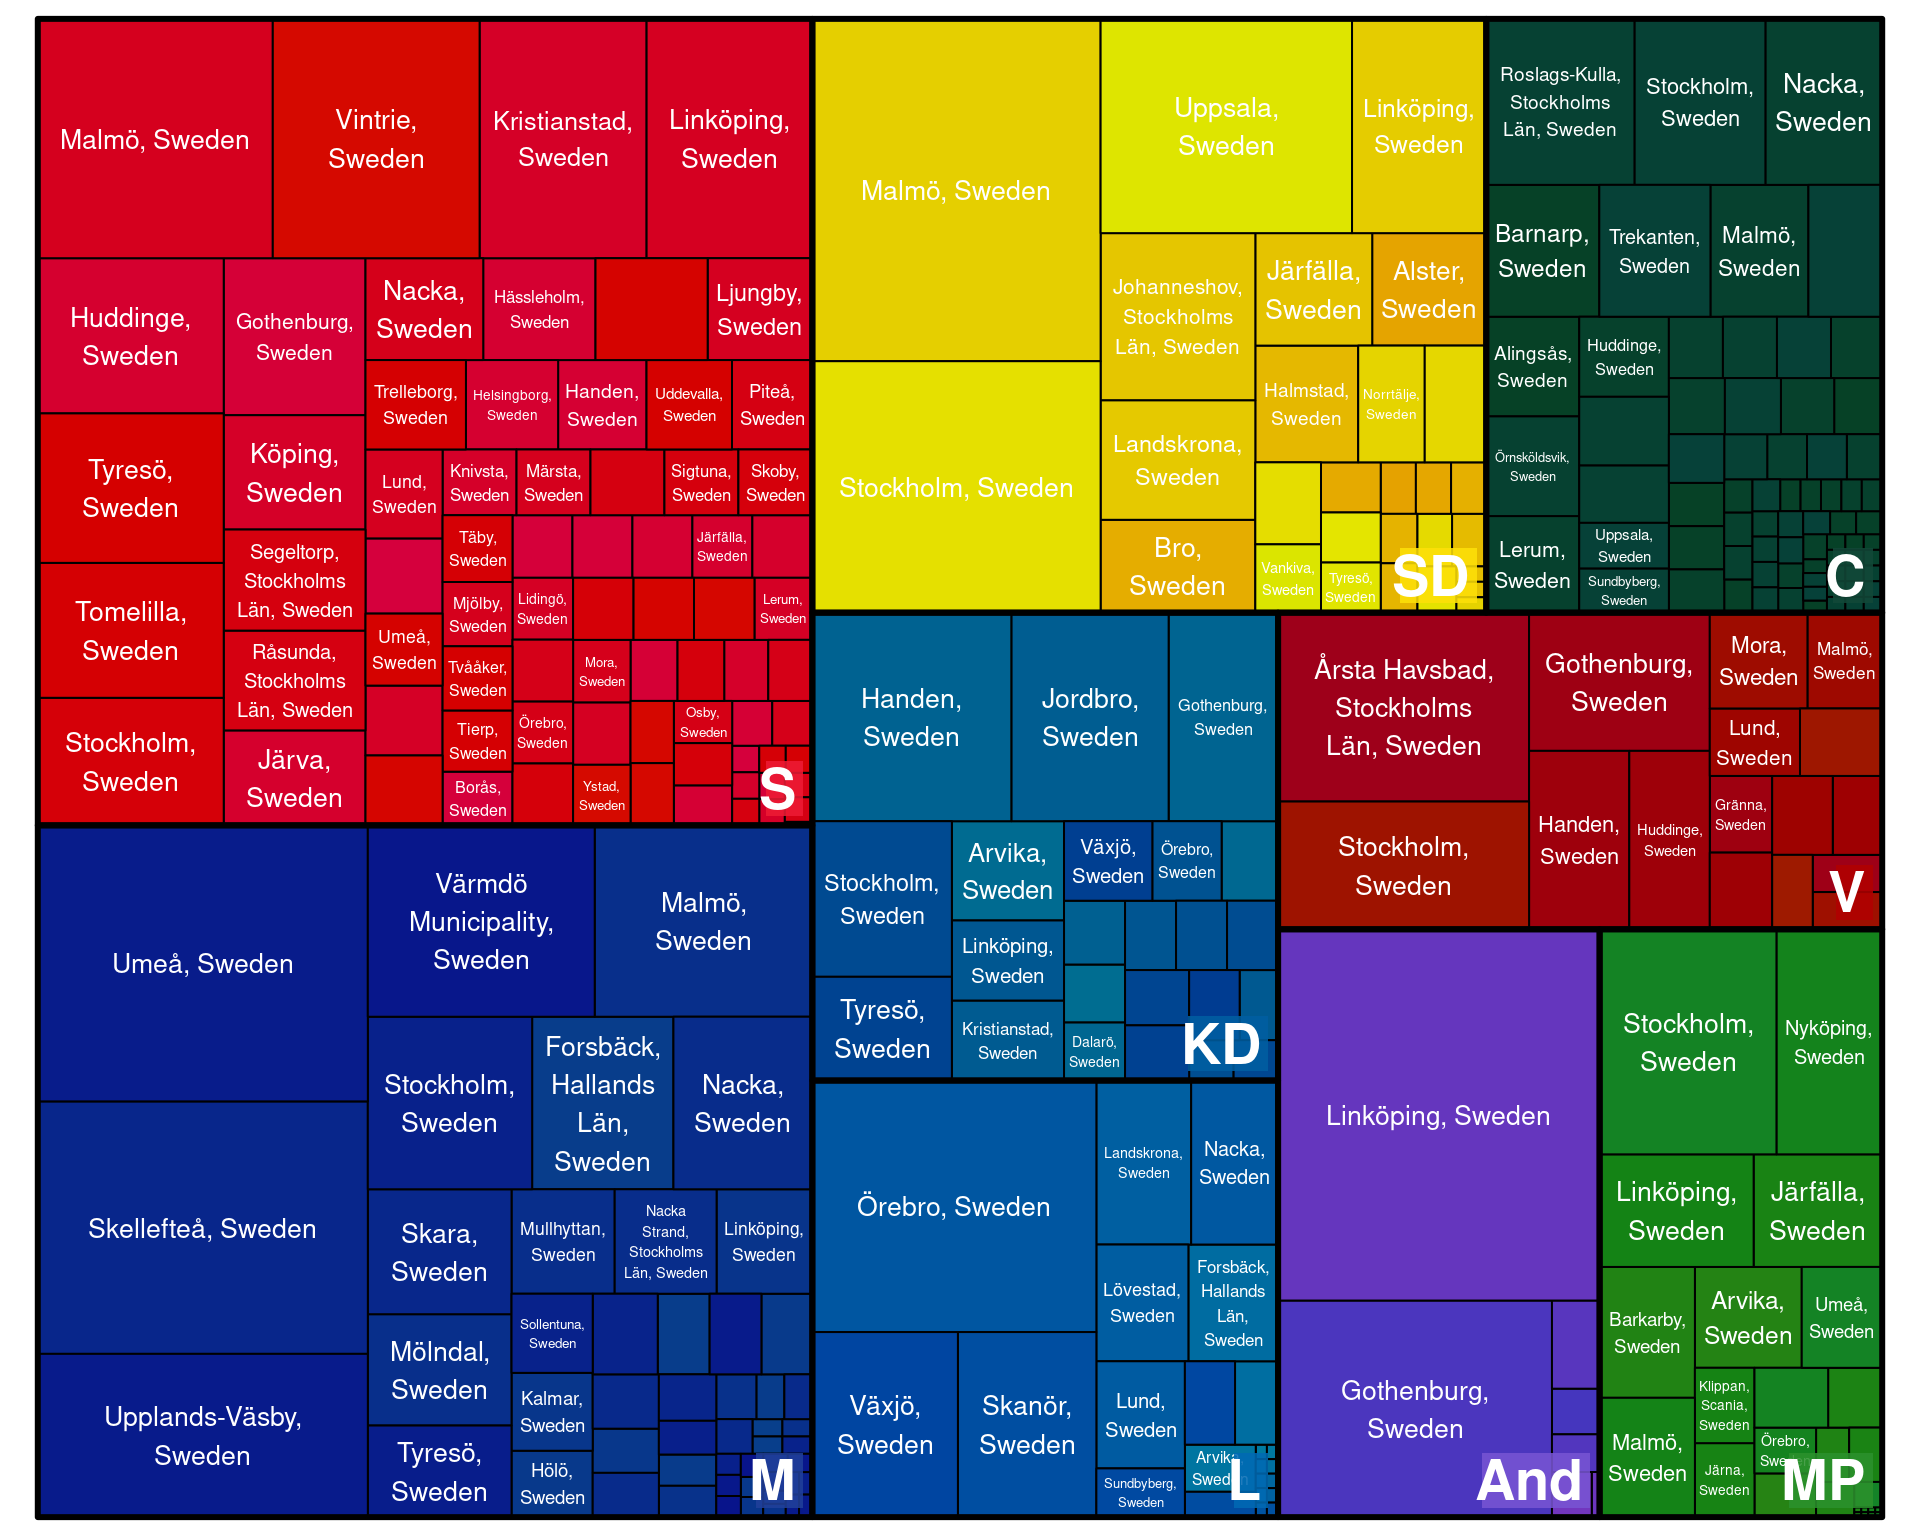 Malmö, Sweden
Vintrie,
Sweden
Kristianstad,
Sweden
Linköping,
Sweden
Huddinge,
Sweden
Gothenburg,
Sweden
Nacka,
Sweden
Hässleholm,
Sweden
Ljungby,
Sweden
Trelleborg,
Sweden
Helsingborg,
Sweden
Handen,
Sweden
Uddevalla,
Sweden
Piteå,
Sweden
Tyresö,
Sweden
Köping,
Sweden
Lund,
Sweden
Knivsta,
Sweden
Märsta,
Sweden
Sigtuna,
Sweden
Skoby,
Sweden
Segeltorp,
Stockholms
Län, Sweden
Täby,
Sweden
Järfälla,
Sweden
Tomelilla,
Sweden
Mjölby,
Sweden
Lidingö,
Sweden
Lerum,
Sweden
Råsunda,
Stockholms
Län, Sweden
Umeå,
Sweden
Tvååker,
Sweden
Mora,
Sweden
Stockholm,
Sweden
Järva,
Sweden
Tierp,
Sweden
Örebro,
Sweden
Osby,
Sweden
Borås,
Sweden
Ystad,
Sweden
S
Malmö, Sweden
Uppsala,
Sweden
Linköping,
Sweden
Johanneshov,
Stockholms
Län, Sweden
Järfälla,
Sweden
Alster,
Sweden
Stockholm, Sweden
Landskrona,
Sweden
Halmstad,
Sweden
Norrtälje,
Sweden
Bro,
Sweden
Vankiva,
Sweden
Tyresö,
Sweden
SD
Roslags-Kulla,
Stockholms
Län, Sweden
Stockholm,
Sweden
Nacka,
Sweden
Barnarp,
Sweden
Trekanten,
Sweden
Malmö,
Sweden
Alingsås,
Sweden
Huddinge,
Sweden
Örnsköldsvik,
Sweden
Lerum,
Sweden
Uppsala,
Sweden
Sundbyberg,
Sweden
C
Umeå, Sweden
Värmdö
Municipality,
Sweden
Malmö,
Sweden
Skellefteå, Sweden
Stockholm,
Sweden
Forsbäck,
Hallands
Län,
Sweden
Nacka,
Sweden
Skara,
Sweden
Mullhyttan,
Sweden
Nacka
Strand,
Stockholms
Län, Sweden
Linköping,
Sweden
Upplands-Väsby,
Sweden
Mölndal,
Sweden
Sollentuna,
Sweden
Kalmar,
Sweden
Tyresö,
Sweden
Hölö,
Sweden
M
Handen,
Sweden
Jordbro,
Sweden
Gothenburg,
Sweden
Stockholm,
Sweden
Arvika,
Sweden
Växjö,
Sweden
Örebro,
Sweden
Linköping,
Sweden
Tyresö,
Sweden
Kristianstad,
Sweden
Dalarö,
Sweden
KD
Årsta Havsbad,
Stockholms
Län, Sweden
Gothenburg,
Sweden
Mora,
Sweden
Malmö,
Sweden
Lund,
Sweden
Stockholm,
Sweden
Handen,
Sweden
Huddinge,
Sweden
Gränna,
Sweden
V
Örebro, Sweden
Landskrona,
Sweden
Nacka,
Sweden
Lövestad,
Sweden
Forsbäck,
Hallands
Län,
Sweden
Växjö,
Sweden
Skanör,
Sweden
Lund,
Sweden
Arvika,
Sweden
Sundbyberg,
Sweden
L
Linköping, Sweden
Gothenburg,
Sweden
And
Stockholm,
Sweden
Nyköping,
Sweden
Linköping,
Sweden
Järfälla,
Sweden
Barkarby,
Sweden
Arvika,
Sweden
Umeå,
Sweden
Klippan,
Scania,
Sweden
Malmö,
Sweden
Järna,
Sweden
Örebro,
Sweden
MP